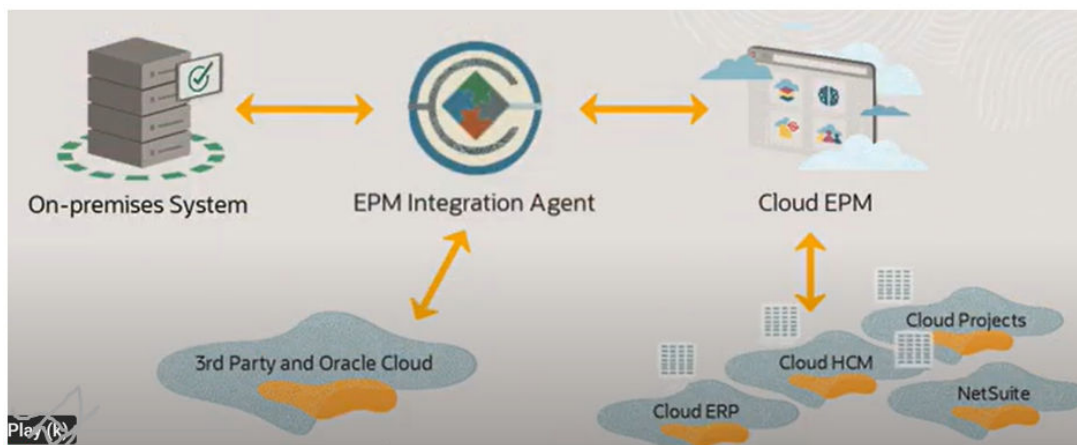 On-premises System
EPM Integration Agent
Cloud EPM
3rd Party and Oracle Cloud
Cloud Projects
Cloud HCM
NetSuite
Cloud ERP
Play (k)